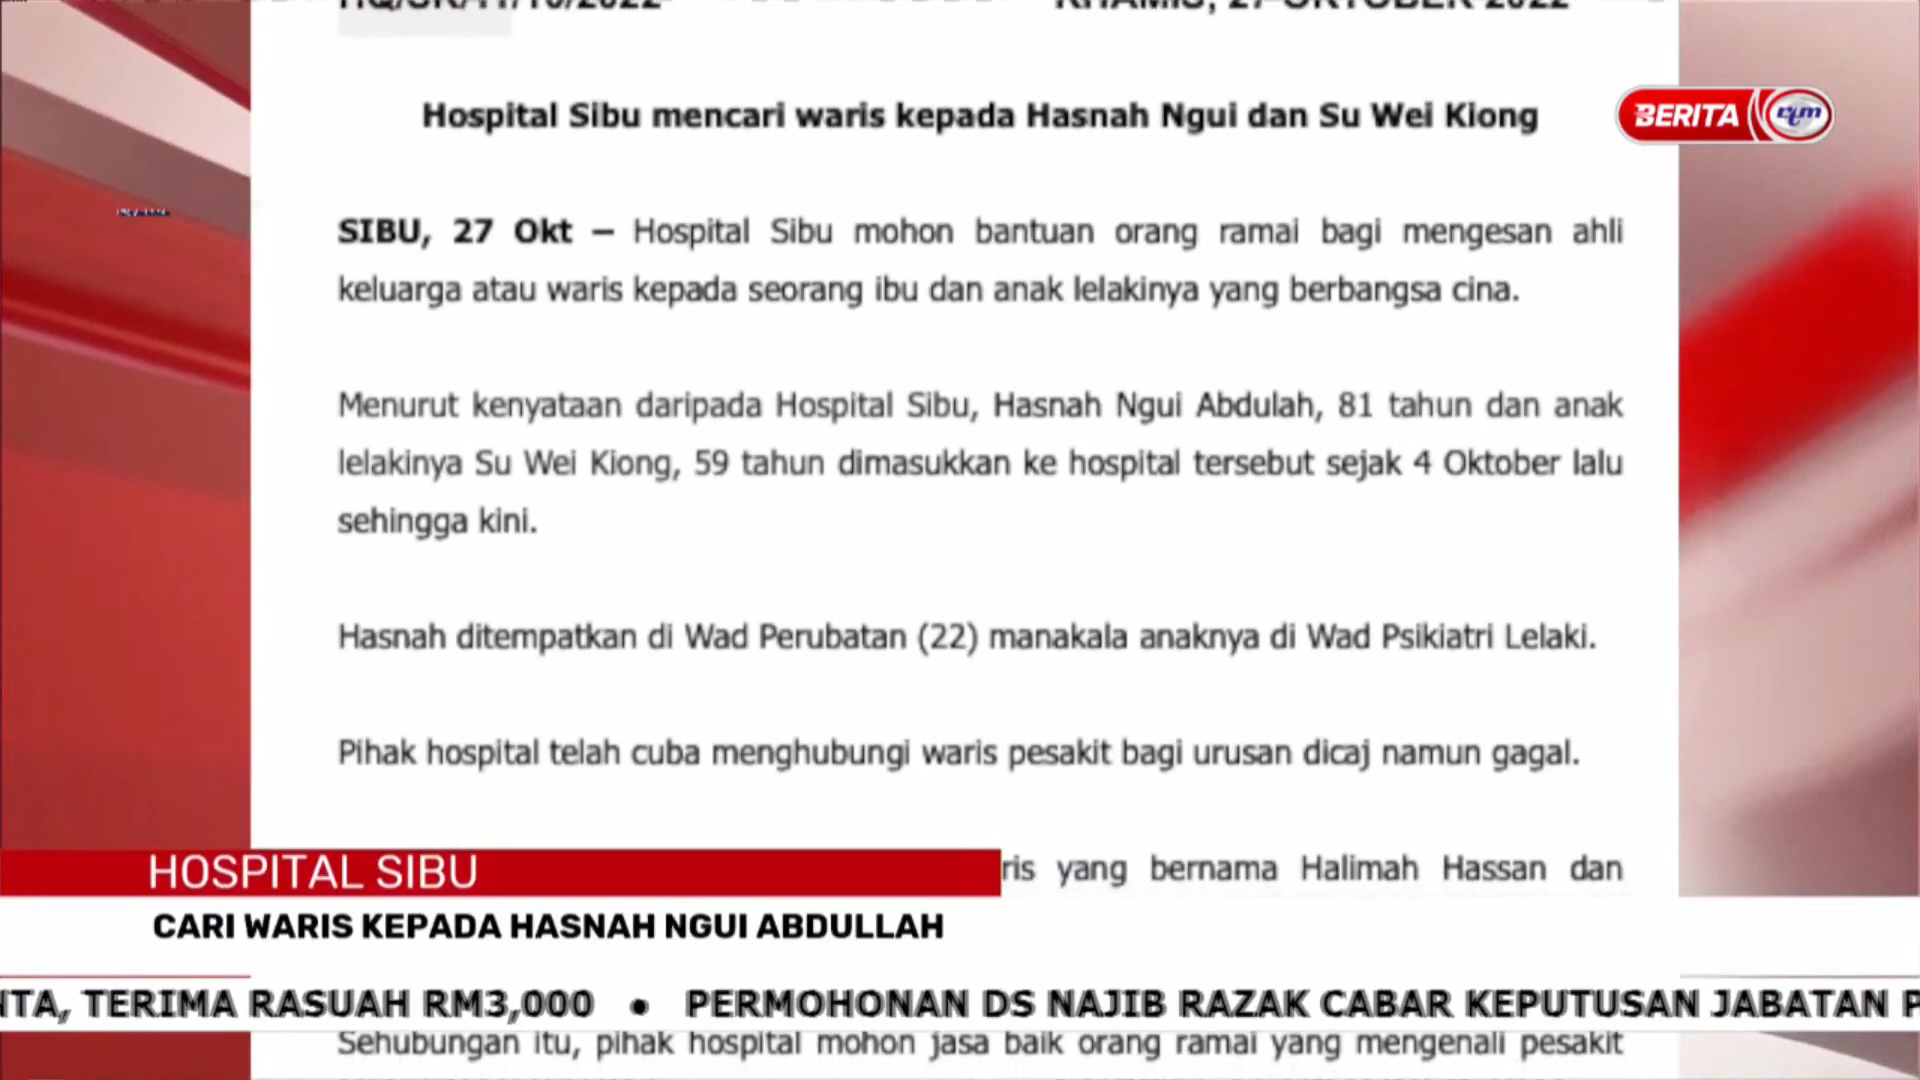 KHAMIS, 27 OKTOBER 2022
Hospital Sibu mencari waris kepada Hasnah Ngui dan Su Wei Kiong
BERITA rtm
SIBU, 27 Okt – Hospital Sibu mohon bantuan orang ramai bagi mengesan ahli
keluarga atau waris kepada seorang ibu dan anak lelakinya yang berbangsa cina.
Menurut kenyataan daripada Hospital Sibu, Hasnah Ngui Abdulah, 81 tahun dan anak
lelakinya Su Wei Kiong, 59 tahun dimasukkan ke hospital tersebut sejak 4 Oktober lalu
sehingga kini.
Hasnah ditempatkan di Wad Perubatan (22) manakala anaknya di Wad Psikiatri Lelaki.
Pihak hospital telah cuba menghubungi waris pesakit bagi urusan dicaj namun gagal.
ris yang bernama Halimah Hassan dan
HOSPITAL SIBU
CARI WARIS KEPADA HASNAH NGUI ABDULLAH
NTA, TERIMA RASUAH RM3,000 • PERMOHONAN DS NAJIB RAZAK CABAR KEPUTUSAN JABATAN P
Sehubungan itu, pihak hospital mohon jasa baik orang ramai yang mengenali pesakit